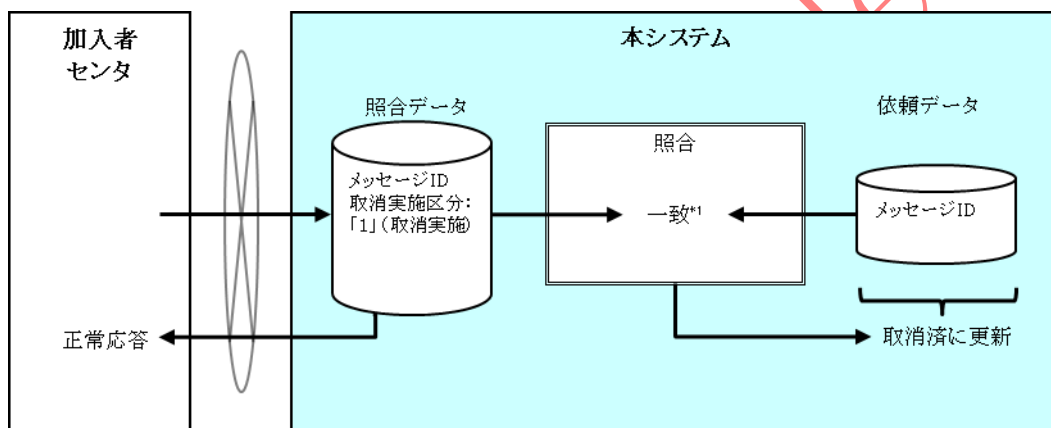 加入者
センタ
本システム
照合データ
依頼データ
照合
メッセージID
取消実施区分：
「1」（取消実施）
一致*1
メッセージID
正常応答
取消済に更新